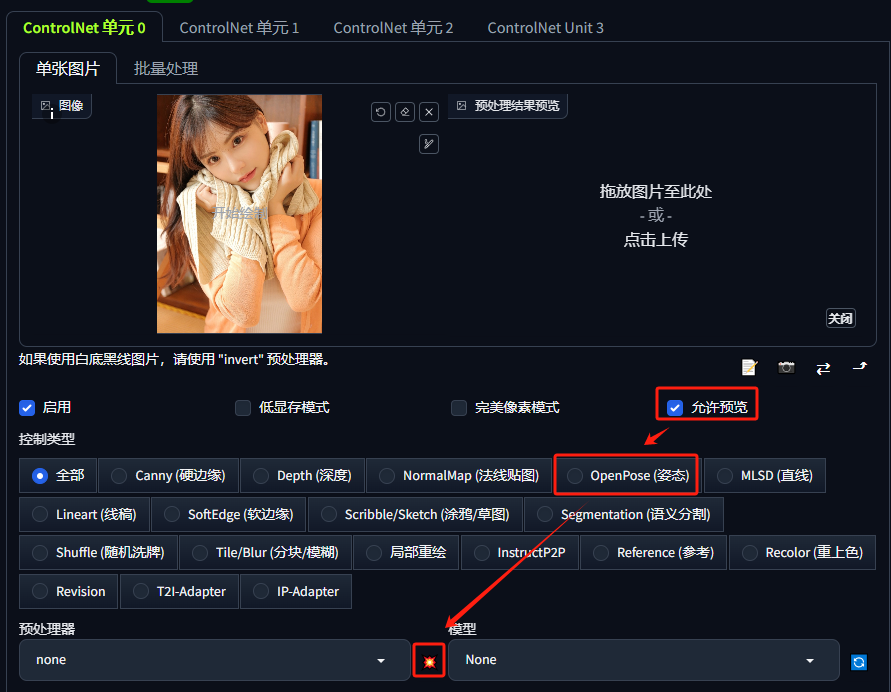 ControlNet 单元 0 ControlNet 单元 1 ControlNet 单元 2 ControlNet Unit 3
单张图片 批量处理
图像 预处理结果预览
开始绘制
拖放图片至此处
- 或 -
点击上传
关闭
如果使用白底黑线图片，请使用 "invert" 预处理器。
启用 低显存模式 完美像素模式 允许预览
控制类型
全部 Canny (硬边缘) Depth (深度) NormalMap (法线贴图) OpenPose (姿态) MLSD (直线)
Lineart (线稿) SoftEdge (软边缘) Scribble/Sketch (涂鸦/草图) Segmentation (语义分割)
Shuffle (随机洗牌) Tile/Blur (分块/模糊) 局部重绘 InstructP2P Reference (参考) Recolor (重上色)
Revision T2I-Adapter IP-Adapter
预处理器 模型
none None